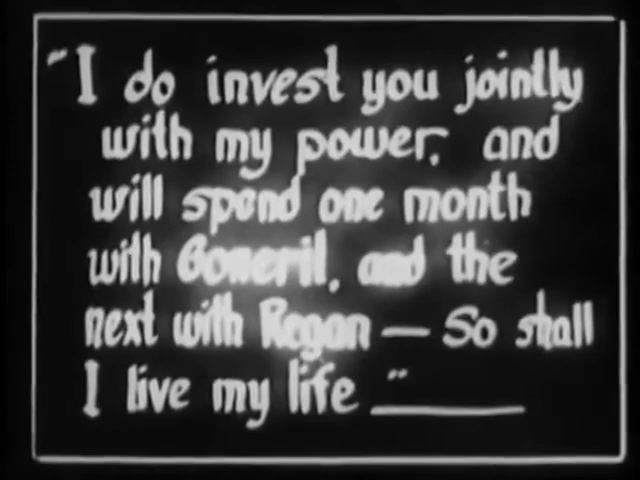 "I do invest you jointly
with my power, and
will spend one month
with Goneril, and the
next with Regan — So shall
I live my life "